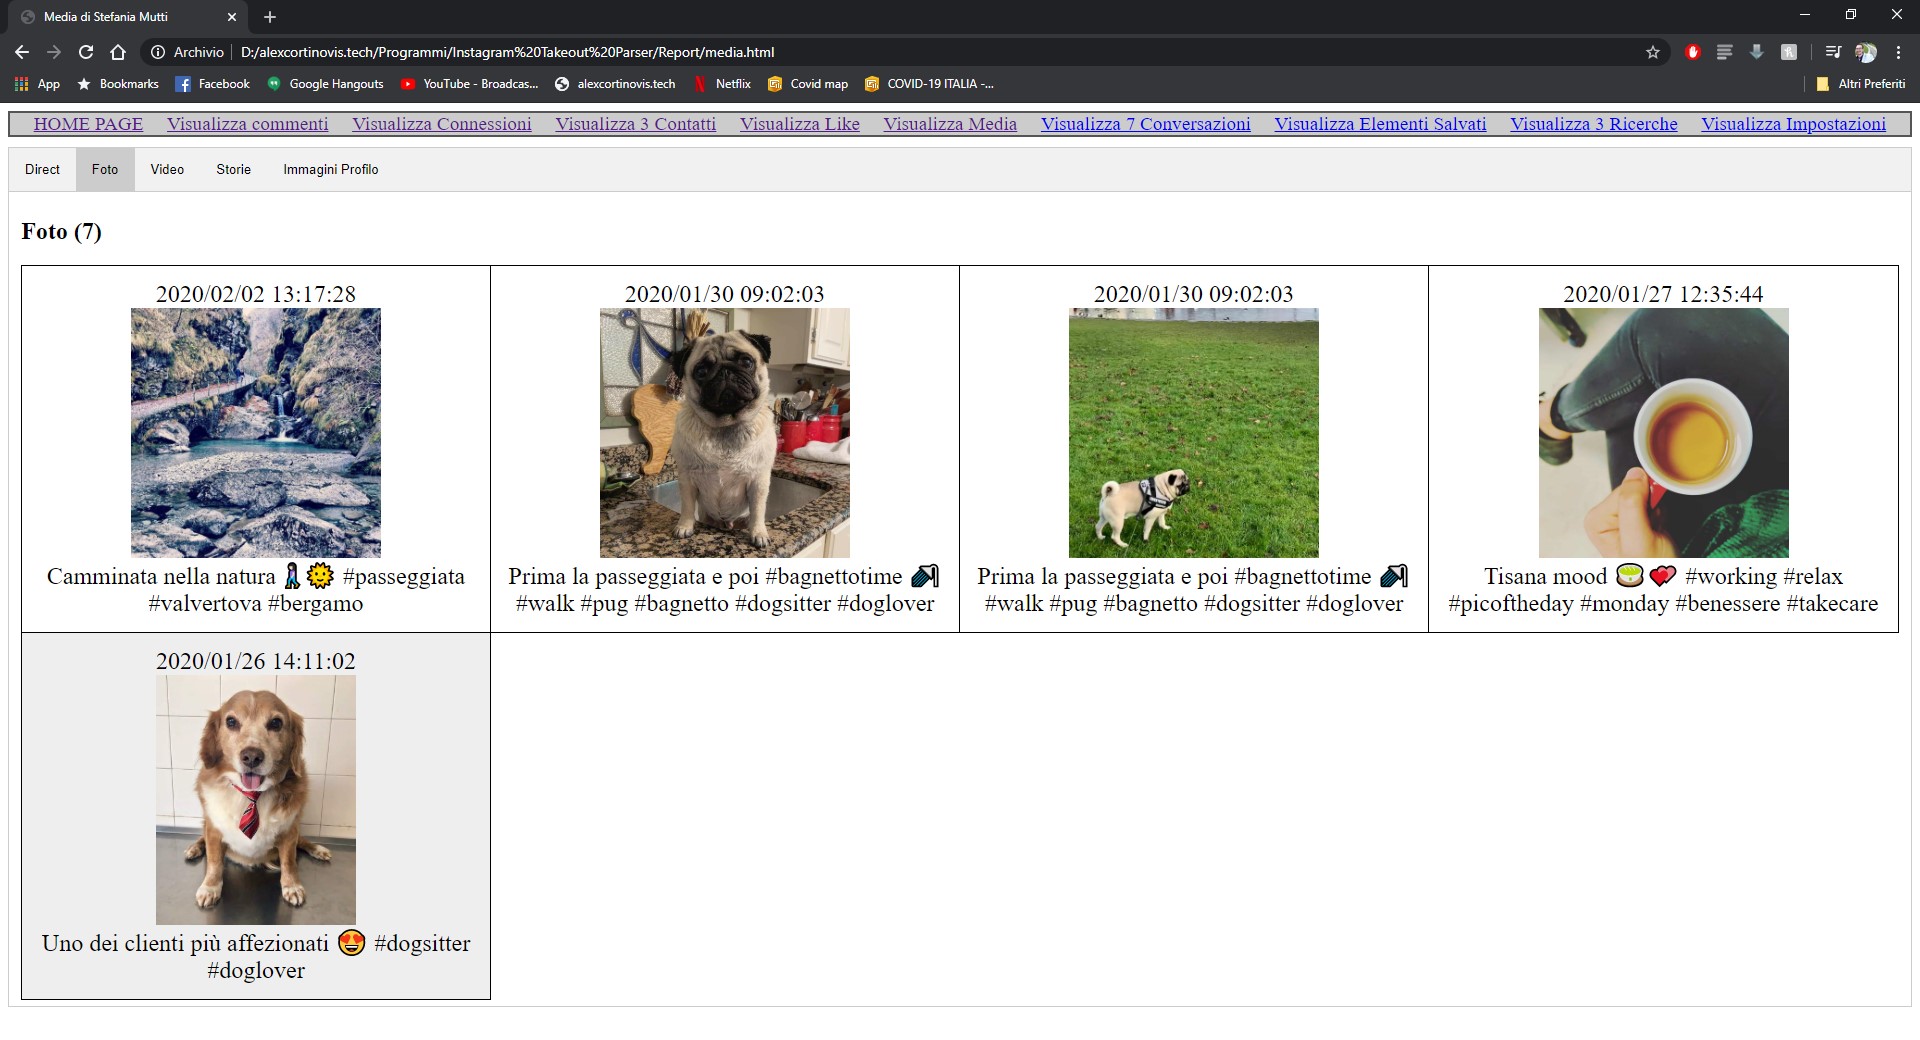 Media di Stefania Mutti
Archivio D:/alexcortinovis.tech/Programmi/Instagram%20Takeout%20Parser/Report/media.html
App Bookmarks Facebook Google Hangouts YouTube - Broadcas... alexcortinovis.tech Netflix Covid map COVID-19 ITALIA -... Altri Preferiti
HOME PAGE Visualizza commenti Visualizza Connessioni Visualizza 3 Contatti Visualizza Like Visualizza Media Visualizza 7 Conversazioni Visualizza Elementi Salvati Visualizza 3 Ricerche Visualizza Impostazioni
Direct Foto Video Storie Immagini Profilo
Foto (7)
2020/02/02 13:17:28
Camminata nella natura 🚶‍♀️🌞 #passeggiata
#valvertova #bergamo
2020/01/30 09:02:03
Prima la passeggiata e poi #bagnettotime 🚿
#walk #pug #bagnetto #dogsitter #doglover
2020/01/30 09:02:03
Prima la passeggiata e poi #bagnettotime 🚿
#walk #pug #bagnetto #dogsitter #doglover
2020/01/27 12:35:44
Tisana mood 🍵💕 #working #relax
#picoftheday #monday #benessere #takecare
2020/01/26 14:11:02
Uno dei clienti più affezionati 😍 #dogsitter
#doglover